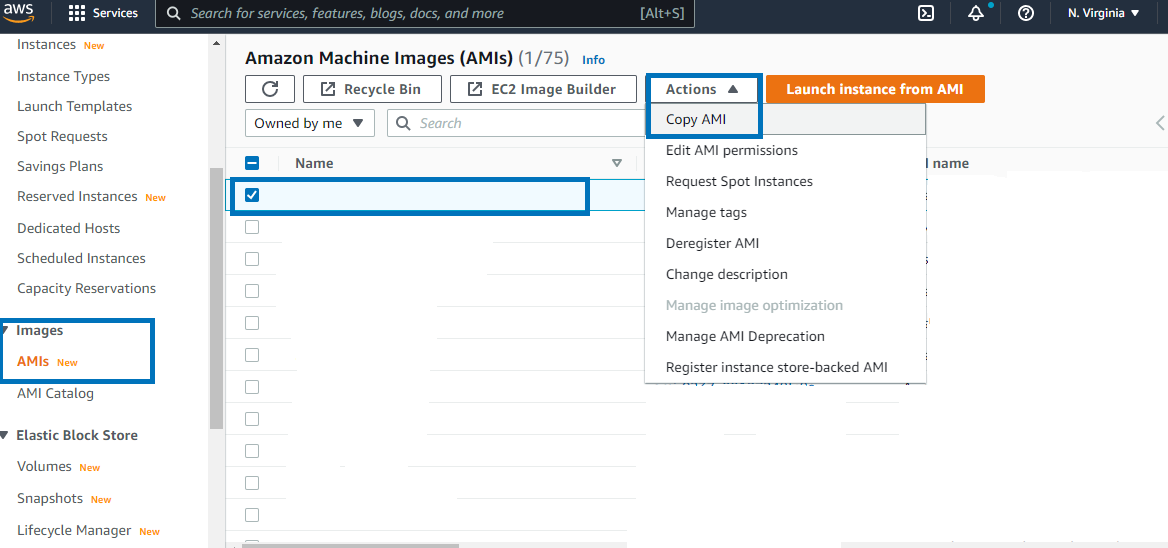 aws
Services
Search for services, features, blogs, docs, and more
[Alt+S]
N. Virginia
Instances New
Instance Types
Launch Templates
Spot Requests
Savings Plans
Reserved Instances New
Dedicated Hosts
Scheduled Instances
Capacity Reservations
Images
AMIs New
AMI Catalog
Elastic Block Store
Volumes New
Snapshots New
Lifecycle Manager New
Amazon Machine Images (AMIs) (1/75) Info
Recycle Bin
EC2 Image Builder
Actions
Launch instance from AMI
Owned by me
Search
Name
name
Copy AMI
Edit AMI permissions
Request Spot Instances
Manage tags
Deregister AMI
Change description
Manage image optimization
Manage AMI Deprecation
Register instance store-backed AMI